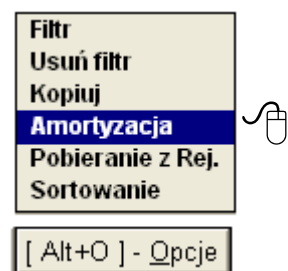 Filtr
Usuń filtr
Kopiuj
Amortyzacja
Pobieranie z Rej.
Sortowanie
[ Alt+O ] - Opcje